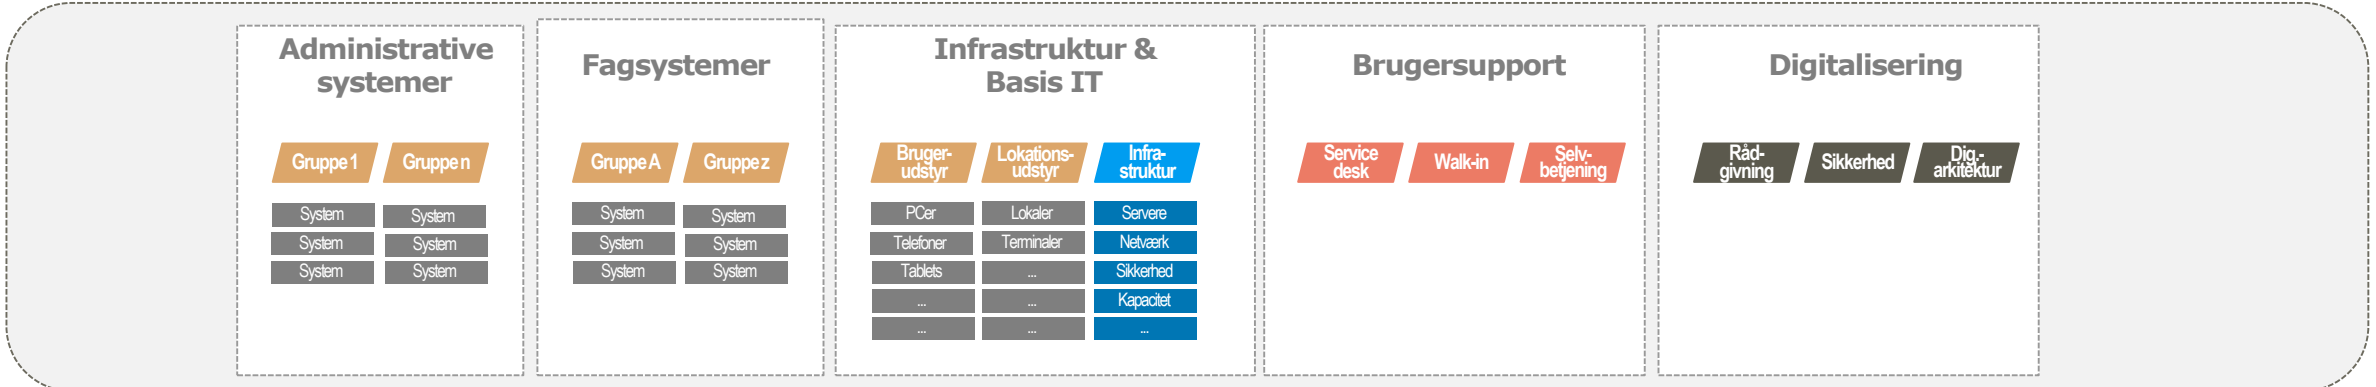 Administrative
systemer
Gruppe 1
Gruppe n
System
System
System
System
System
System
Fagsystemer
Gruppe A
Gruppe z
System
System
System
System
System
System
Infrastruktur &
Basis IT
Bruger-
udstyr
Lokations-
udstyr
Infra-
struktur
PCer
Lokaler
Servere
Telefoner
Terminaler
Netværk
Tablets
...
Sikkerhed
...
...
Kapacitet
...
...
...
Brugersupport
Service
desk
Walk-in
Selv-
betjening
Digitalisering
Råd-
givning
Sikkerhed
Dig.-
arkitektur